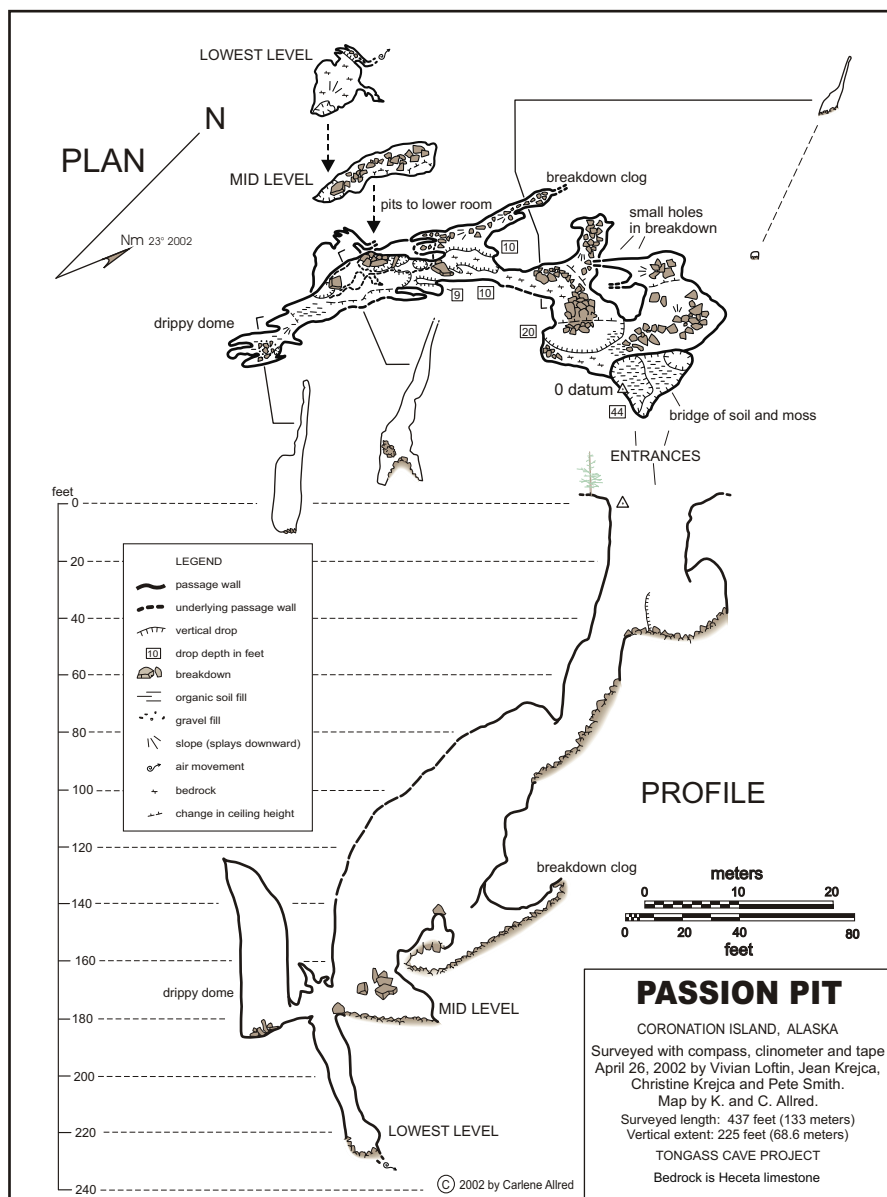 LOWEST LEVEL
N
PLAN
MID LEVEL
breakdown clog
pits to lower room
small holes
in breakdown
Nm 23° 2002
10
9
10
drippy dome
20
0 datum
44
bridge of soil and moss
ENTRANCES
feet
0
20
40
60
80
100
120
140
160
180
200
220
240
LEGEND
passage wall
underlying passage wall
vertical drop
10
drop depth in feet
breakdown
organic soil fill
gravel fill
slope (splays downward)
air movement
bedrock
change in ceiling height
PROFILE
breakdown clog
meters
0 10 20
0 20 40 80
feet
drippy dome
MID LEVEL
LOWEST LEVEL
PASSION PIT
CORONATION ISLAND, ALASKA
Surveyed with compass, clinometer and tape
April 26, 2002 by Vivian Loftin, Jean Krejca,
Christine Krejca and Pete Smith.
Map by K. and C. Allred.
Surveyed length: 437 feet (133 meters)
Vertical extent: 225 feet (68.6 meters)
TONGASS CAVE PROJECT
Bedrock is Heceta limestone
© 2002 by Carlene Allred